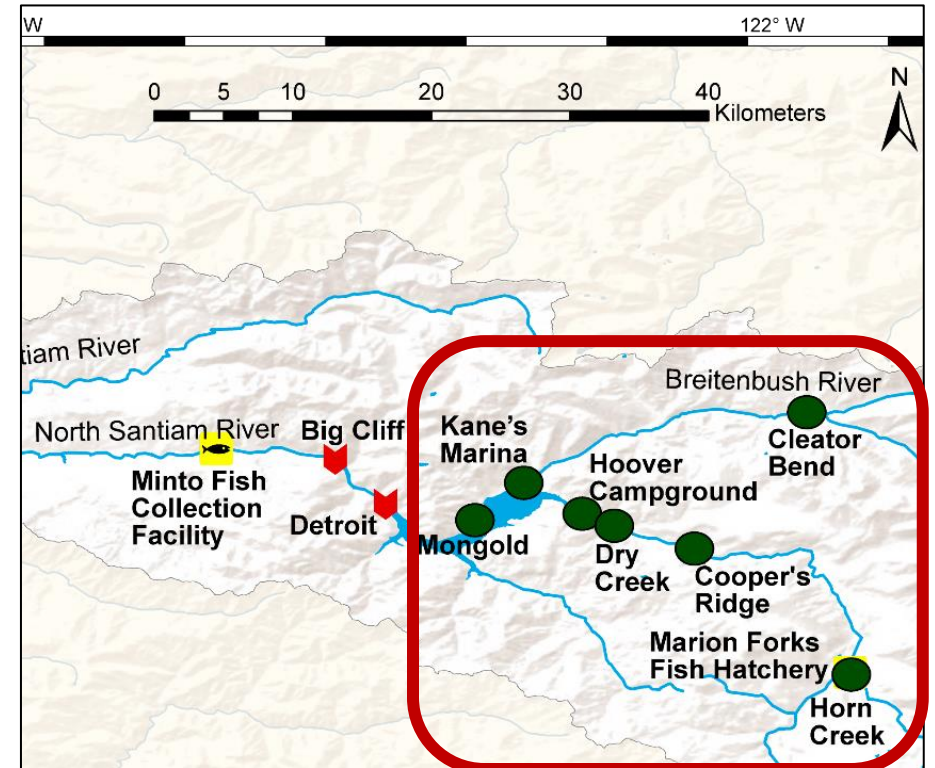 W
122° W
N
0 5 10 20 30 40
Kilometers
tiam River
Breitenbush River
North Santiam River
Big Cliff
Kane's
Marina
Cleator
Bend
Hoover
Campground
Minto Fish
Collection
Facility
Detroit
Mongold
Dry
Creek
Cooper's
Ridge
Marion Forks
Fish Hatchery
Horn
Creek